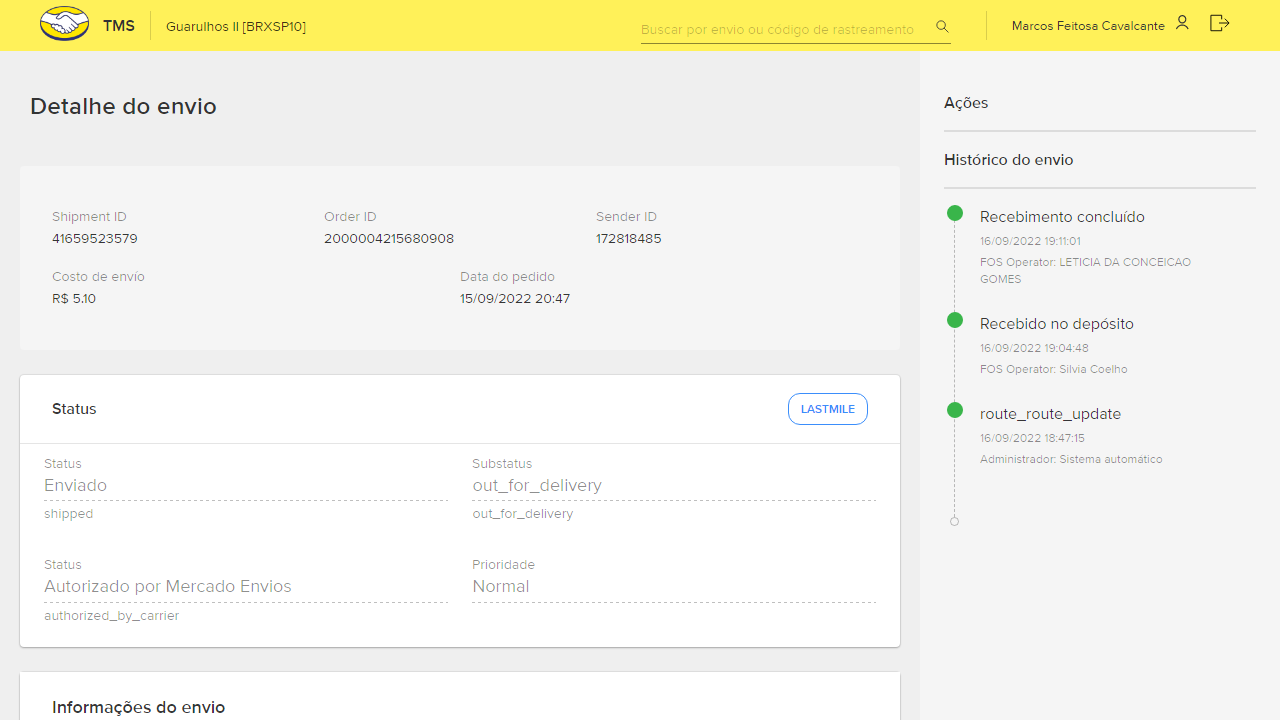 TMS
Guarulhos II [BRXSP10]
Buscar por envio ou código de rastreamento
Marcos Feitosa Cavalcante
Detalhe do envio
Shipment ID
41659523579
Order ID
2000004215680908
Sender ID
172818485
Costo de envío
R$ 5.10
Data do pedido
15/09/2022 20:47
Status
LASTMILE
Status
Enviado
shipped
Substatus
out_for_delivery
out_for_delivery
Status
Autorizado por Mercado Envios
authorized_by_carrier
Prioridade
Normal
Informações do envio
Ações
Histórico do envio
Recebimento concluído
16/09/2022 19:11:01
FOS Operator: LETICIA DA CONCEICAO
GOMES
Recebido no depósito
16/09/2022 19:04:48
FOS Operator: Silvia Coelho
route_route_update
16/09/2022 18:47:15
Administrador: Sistema automático